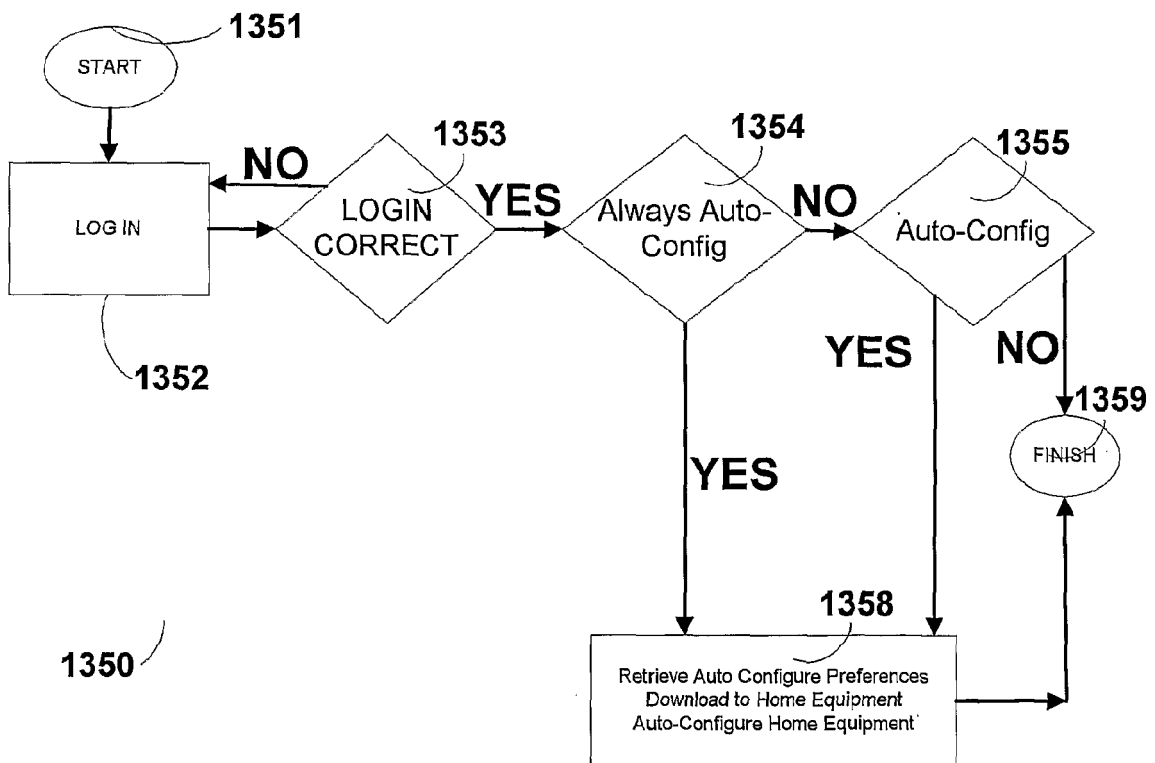 1351
START
1353
1354
1355
NO
LOGIN
CORRECT
YES
Always Auto-
Config
NO
Auto-Config
LOG IN
1352
YES
NO
1359
FINISH
YES
1358
Retrieve Auto Configure Preferences
Download to Home Equipment
Auto-Configure Home Equipment
1350